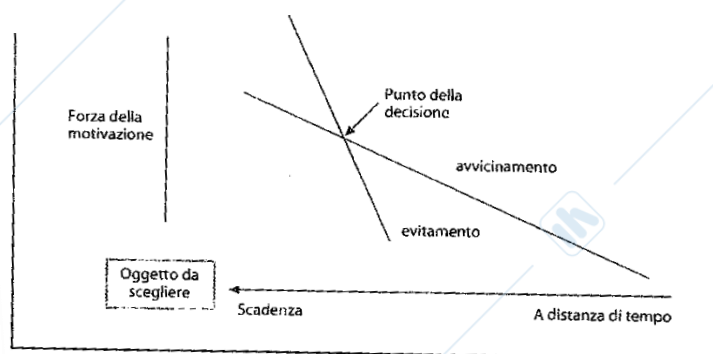 Punto della
decisione
Forza della
motivazione
avvicinamento
evitamento
Oggetto da
scegliere
Scadenza
A distanza di tempo